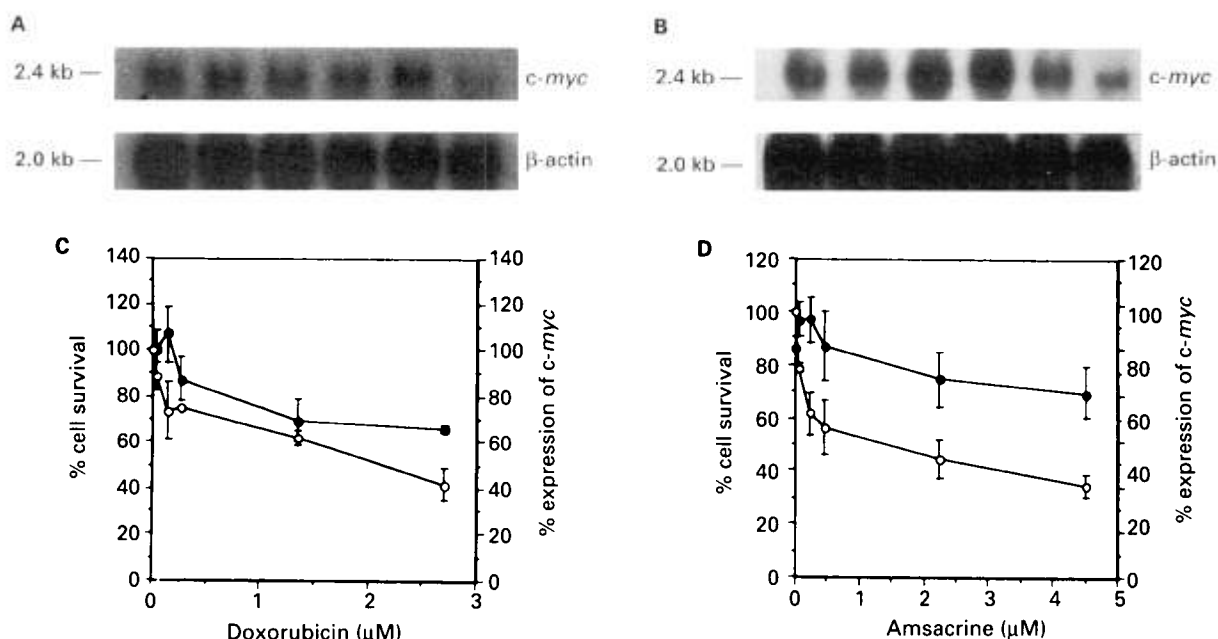 A
2.4 kb —
c-myc
2.0 kb —
β-actin
B
2.4 kb —
c-myc
2.0 kb —
β-actin
C
140
120
100
80
60
40
20
0
% cell survival
140
120
100
80
60
40
20
0
% expression of c-myc
0 1 2 3
Doxorubicin (μM)
D
120
100
80
60
40
20
0
% cell survival
120
100
80
60
40
20
0
% expression of c-myc
0 1 2 3 4 5
Amsacrine (μM)